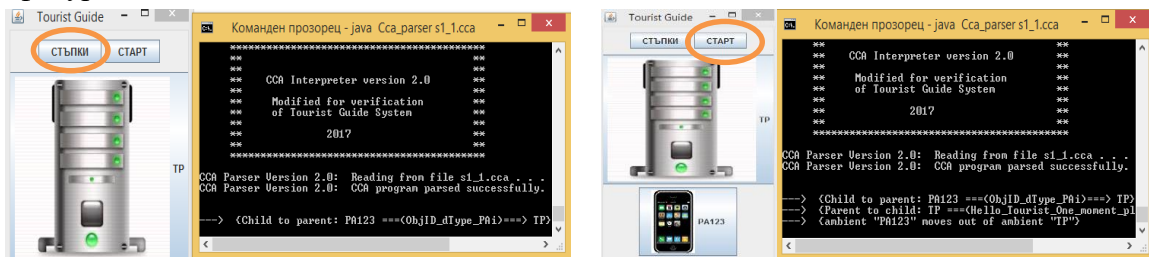 Tourist Guide
СТЪПКИ СТАРТ
ТР
Команден прозорец - java Cca_parser s1_1.cca
*******************************************
** **
** CCA Interpreter version 2.0 **
** **
** Modified for verification **
** of Tourist Guide System **
** **
** 2017 **
** **
*******************************************
CCA Parser Version 2.0: Reading from file s1_1.cca . . .
CCA Parser Version 2.0: CCA program parsed successfully.
---> {Child to parent: PA123 ===(ObjID_dType_PAi)===> TP}
Tourist Guide
СТЪПКИ СТАРТ
ТР
PA123
Команден прозорец - java Cca_parser s1_1.cca
** **
** CCA Interpreter version 2.0 **
** **
** Modified for verification **
** of Tourist Guide System **
** **
** 2017 **
** **
*******************************************
CCA Parser Version 2.0: Reading from file s1_1.cca . . .
CCA Parser Version 2.0: CCA program parsed successfully.
---> {Child to parent: PA123 ===(ObjID_dType_PAi)===> TP}
---> {Parent to child: TP ===(Hello_Tourist_One_moment_pl
---> {ambient "PA123" moves out of ambient "TP"}